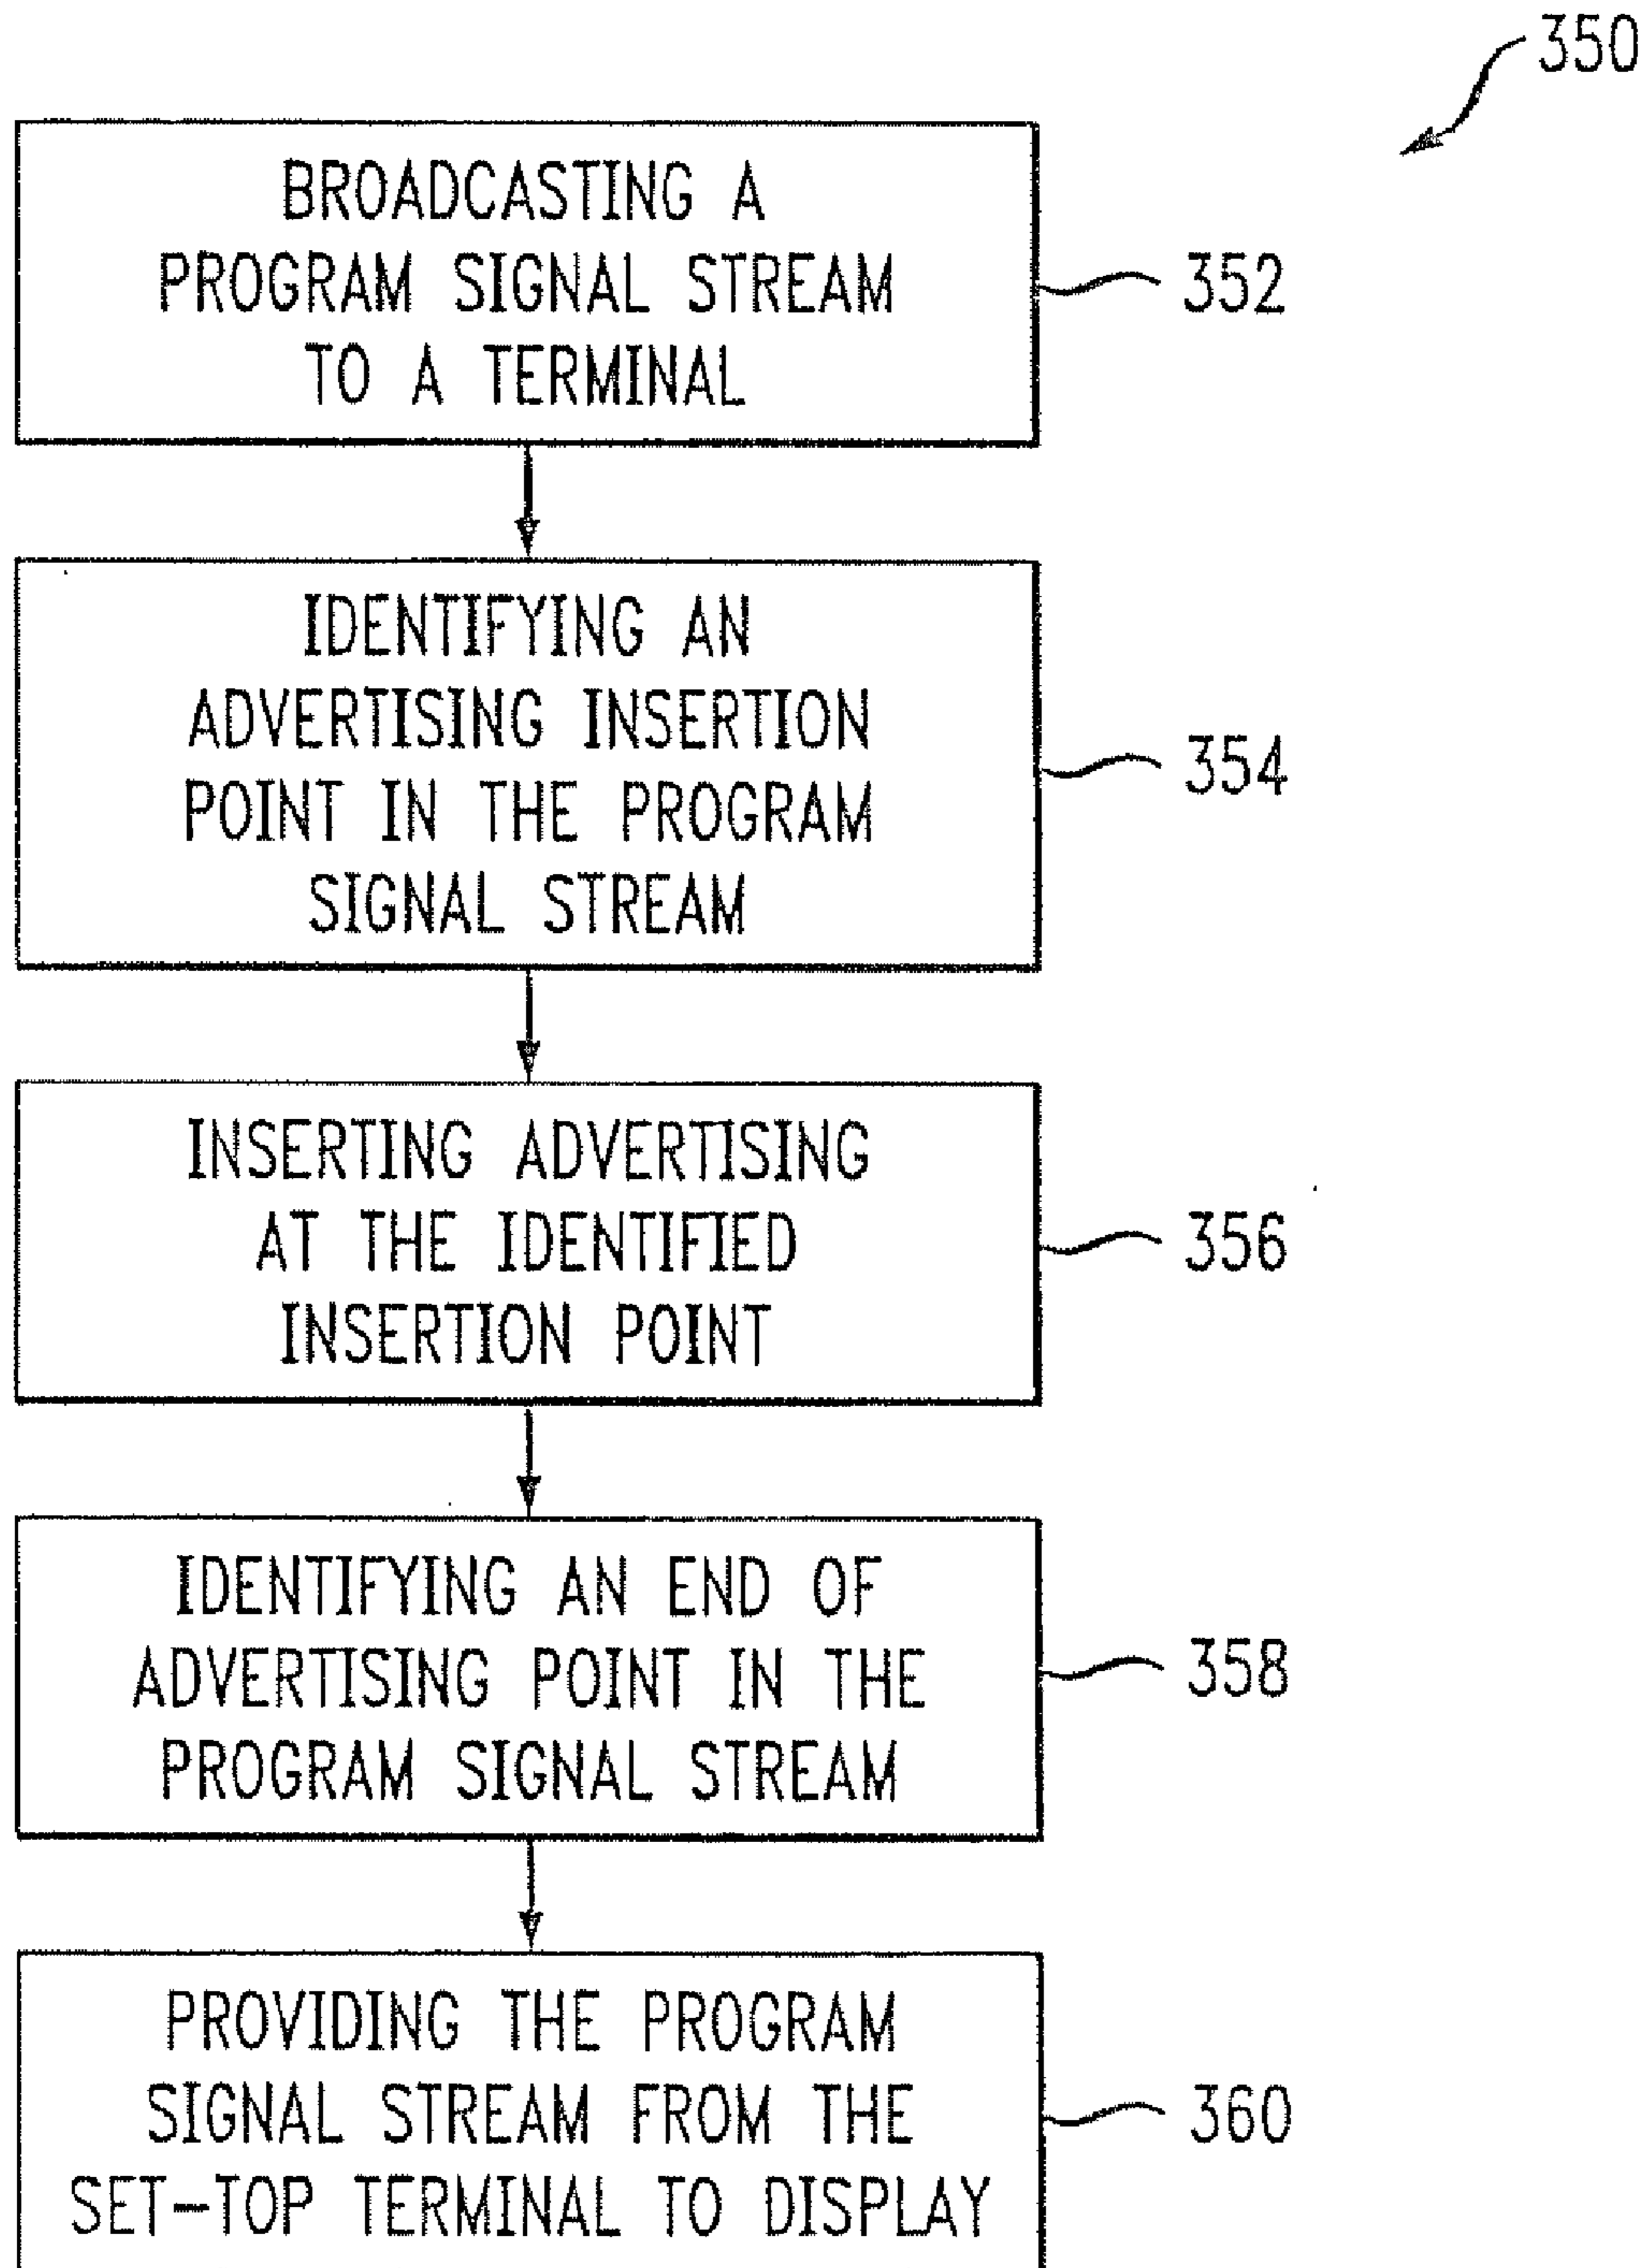 350
BROADCASTING A
PROGRAM SIGNAL STREAM
TO A TERMINAL
352
IDENTIFYING AN
ADVERTISING INSERTION
POINT IN THE PROGRAM
SIGNAL STREAM
354
INSERTING ADVERTISING
AT THE IDENTIFIED
INSERTION POINT
356
IDENTIFYING AN END OF
ADVERTISING POINT IN THE
PROGRAM SIGNAL STREAM
358
PROVIDING THE PROGRAM
SIGNAL STREAM FROM THE
SET-TOP TERMINAL TO DISPLAY
360